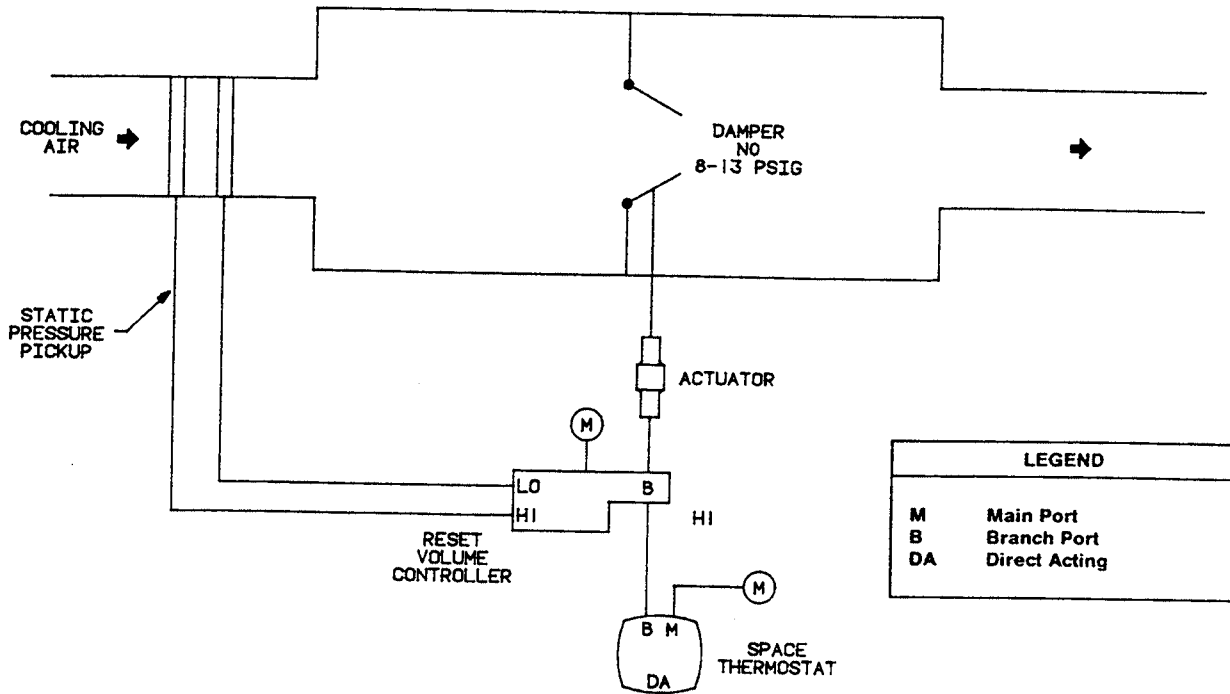 COOLING
AIR
DAMPER
NO
8-13 PSIG
STATIC
PRESSURE
PICKUP
ACTUATOR
M
LO
B
HI
HI
RESET
VOLUME
CONTROLLER
M
B M
DA
SPACE
THERMOSTAT
LEGEND
M Main Port
B Branch Port
DA Direct Acting